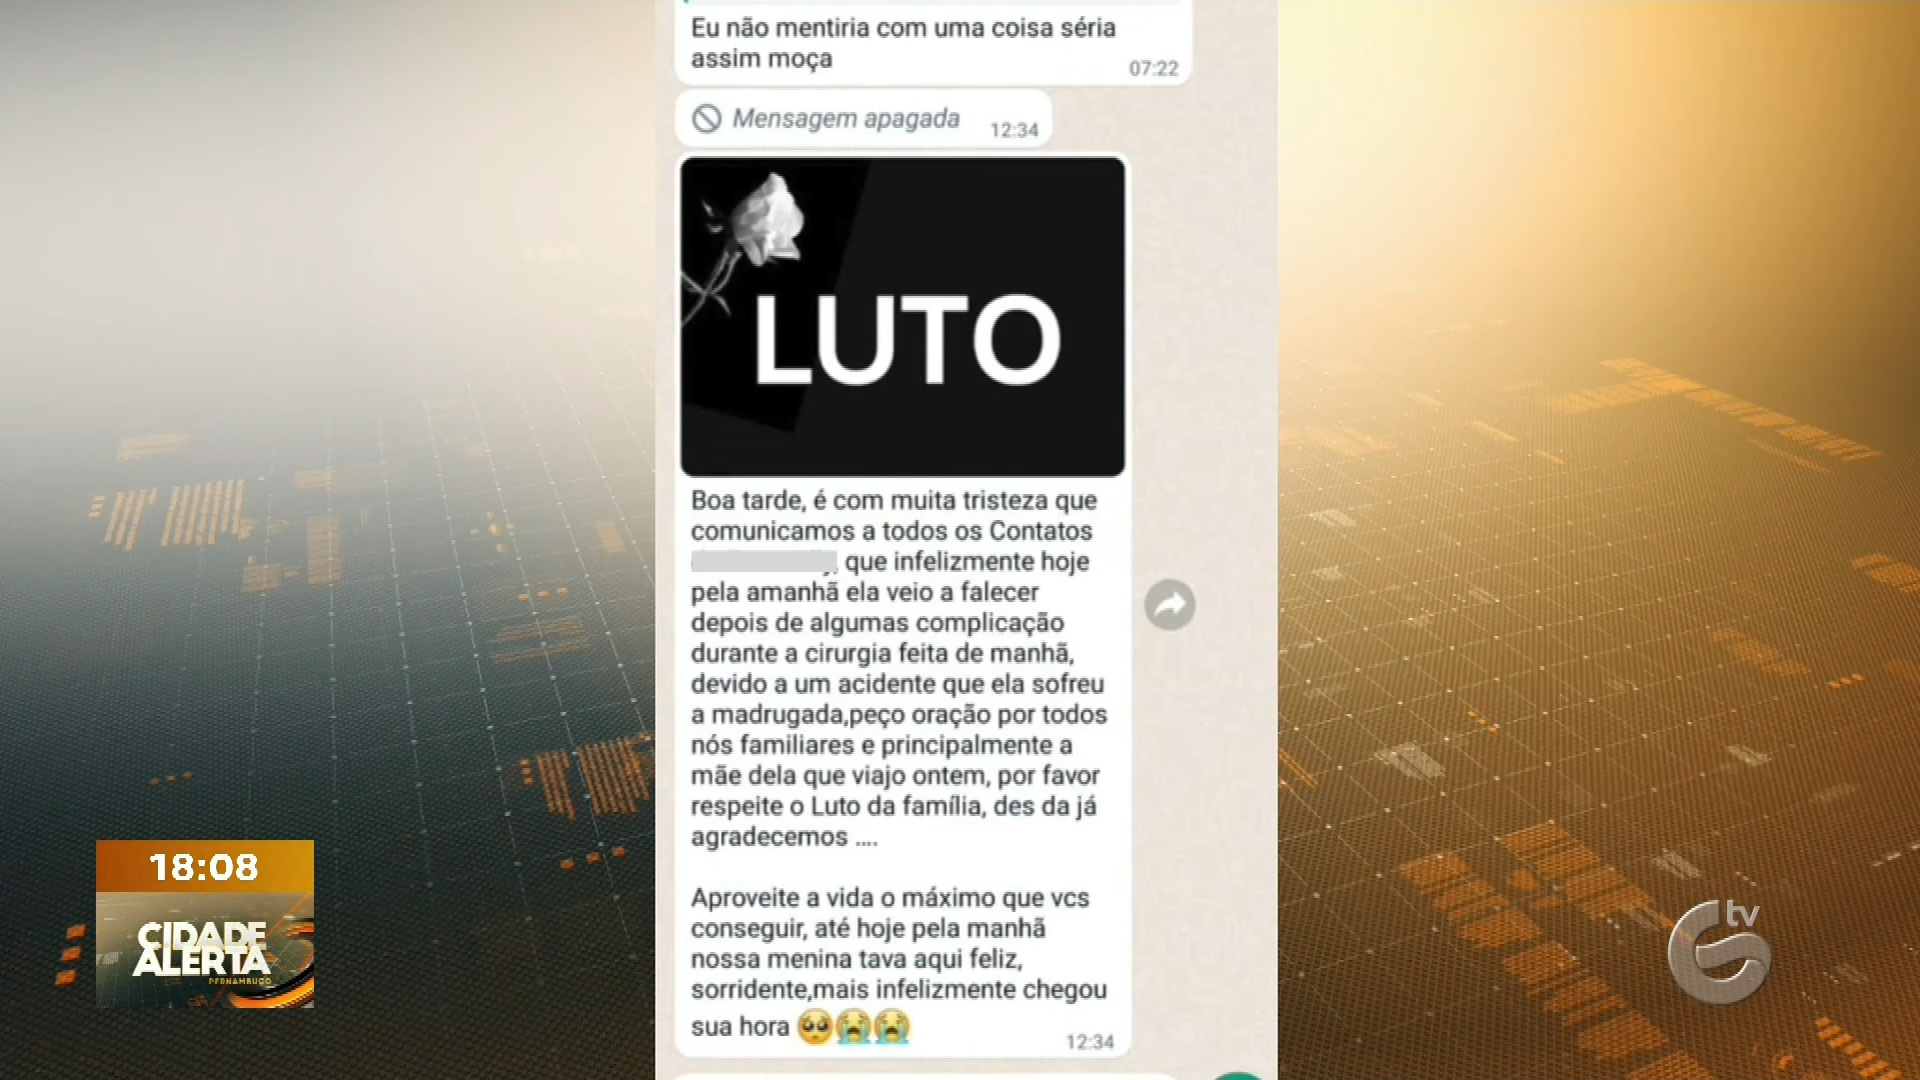 Eu não mentiria com uma coisa séria
assim moça
07:22
Mensagem apagada
12:34
LUTO
Boa tarde, é com muita tristeza que
comunicamos a todos os Contatos
que infelizmente hoje
pela amanhã ela veio a falecer
depois de algumas complicação
durante a cirurgia feita de manhã,
devido a um acidente que ela sofreu
a madrugada,peço oração por todos
nós familiares e principalmente a
mãe dela que viajo ontem, por favor
respeite o Luto da família, des da já
agradecemos ....
Aproveite a vida o máximo que vcs
conseguir, até hoje pela manhã
nossa menina tava aqui feliz,
sorridente,mais infelizmente chegou
sua hora 🥺😭😭
12:34
18:08
CIDADE
ALERTA
PERNAMBUCO
tv